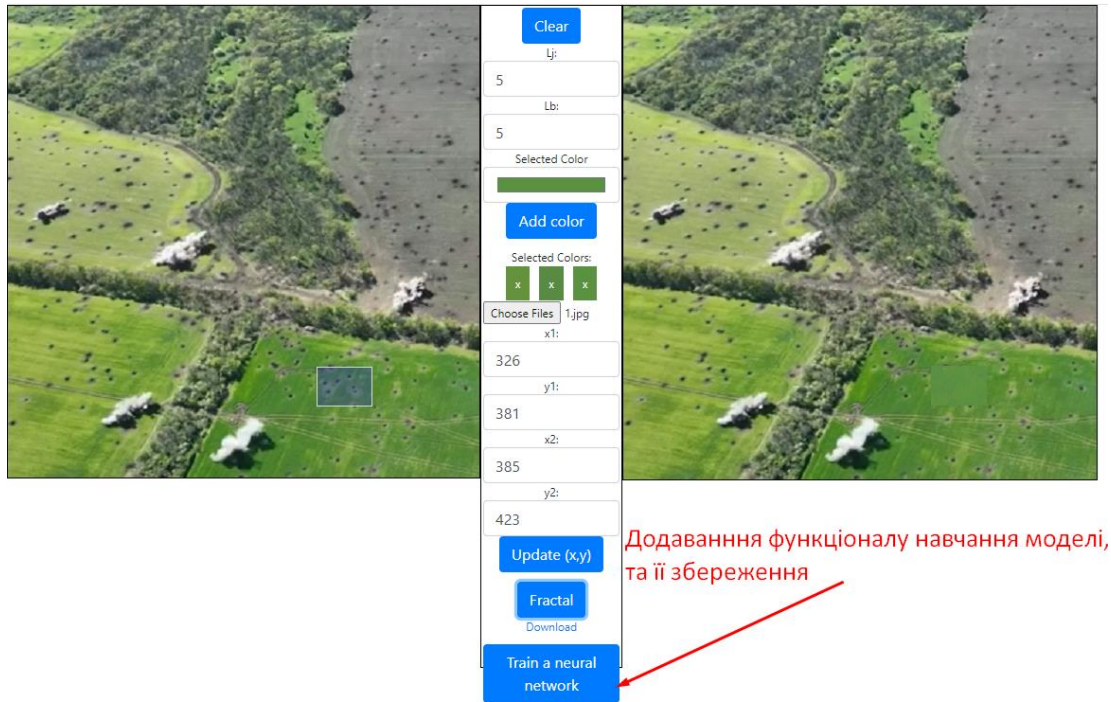 Clear
Lj:
5
Lb:
5
Selected Color
Add color
Selected Colors:
x x x
Choose Files 1.jpg
x1:
326
y1:
381
x2:
385
y2:
423
Update (x,y)
Fractal
Download
Train a neural
network
Додаванння функціоналу навчання моделі,
та її збереження